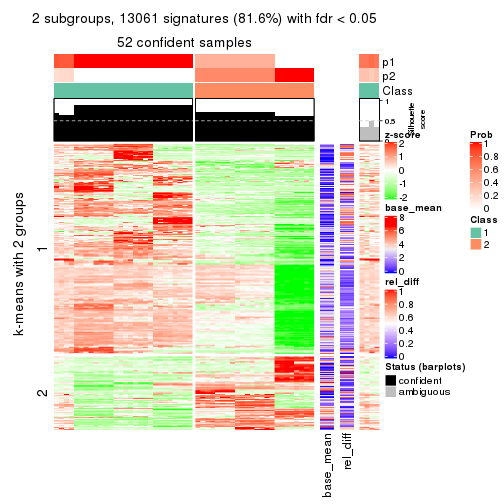 2 subgroups, 13061 signatures (81.6%) with fdr < 0.05
52 confident samples
p1
p2
Class
1
0.5
0
Silhouette
score
k-means with 2 groups
1
2
base_mean
rel_diff
z-score
2
1
0
-1
-2
base_mean
8
6
4
2
0
rel_diff
1
0.8
0.6
0.4
0.2
0
Status (barplots)
confident
ambiguous
Prob
1
0.8
0.6
0.4
0.2
0
Class
1
2